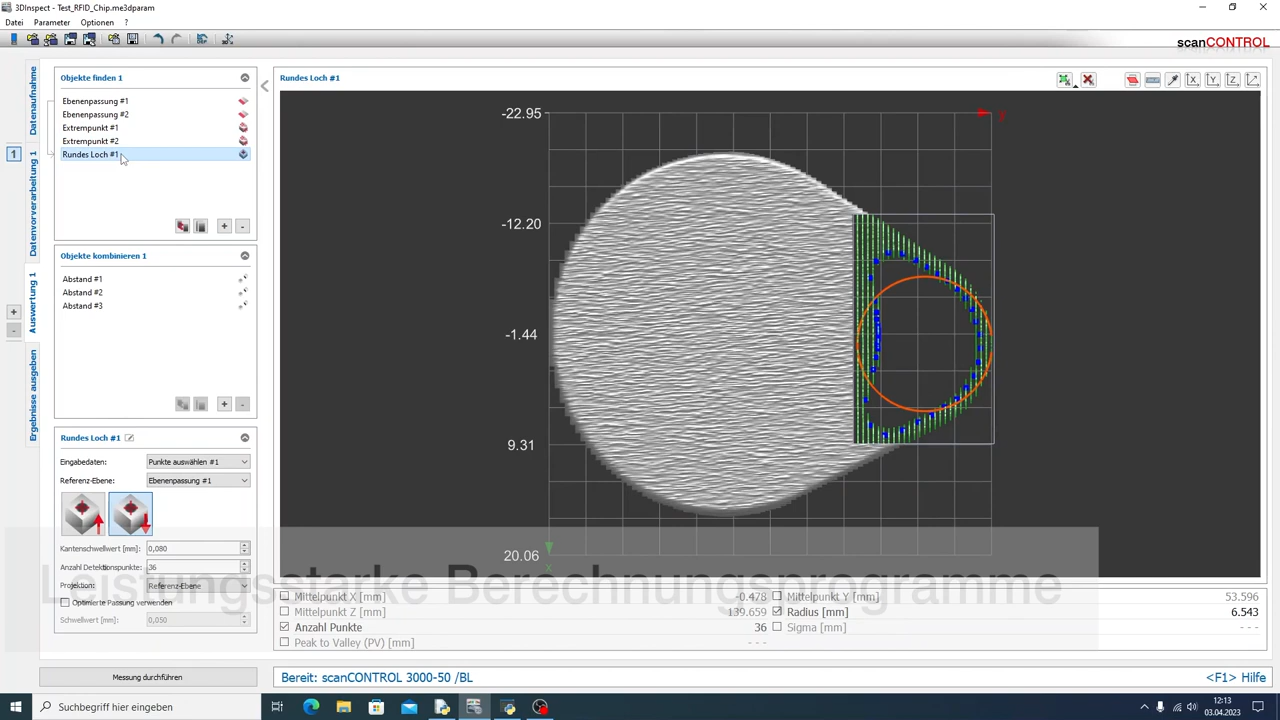 3DInspect - Test_RFID_Chip.me3dparam
Datei Parameter Optionen ?
scanCONTROL
Datenaufnahme
Datenvorverarbeitung 1
Auswertung 1
Ergebnisse ausgeben
1
+
-
Objekte finden 1
Ebenenpassung #1
Ebenenpassung #2
Extrempunkt #1
Extrempunkt #2
Rundes Loch #1
+ -
Objekte kombinieren 1
Abstand #1
Abstand #2
Abstand #3
+ -
Rundes Loch #1
Eingabedaten: Punkte auswählen #1
Referenz-Ebene: Ebenenpassung #1
Kantenschwellwert [mm]: 0,080
Anzahl Detektionspunkte: 36
Projektion: Referenz-Ebene
Optimierte Passung verwenden
Schwellwert [mm]: 0,050
Messung durchführen
Rundes Loch #1
X Y Z
-22.95
-12.20
-1.44
9.31
20.06
x
Leistungsstarke Berechnungsprogramme
Mittelpunkt X [mm] -0.478 Mittelpunkt Y [mm] 53.596
Mittelpunkt Z [mm] 139.659 Radius [mm] 6.543
Anzahl Punkte 36 Sigma [mm] ---
Peak to Valley (PV) [mm] ---
Bereit: scanCONTROL 3000-50 /BL <F1> Hilfe
Suchbegriff hier eingeben
12:13
03.04.2023